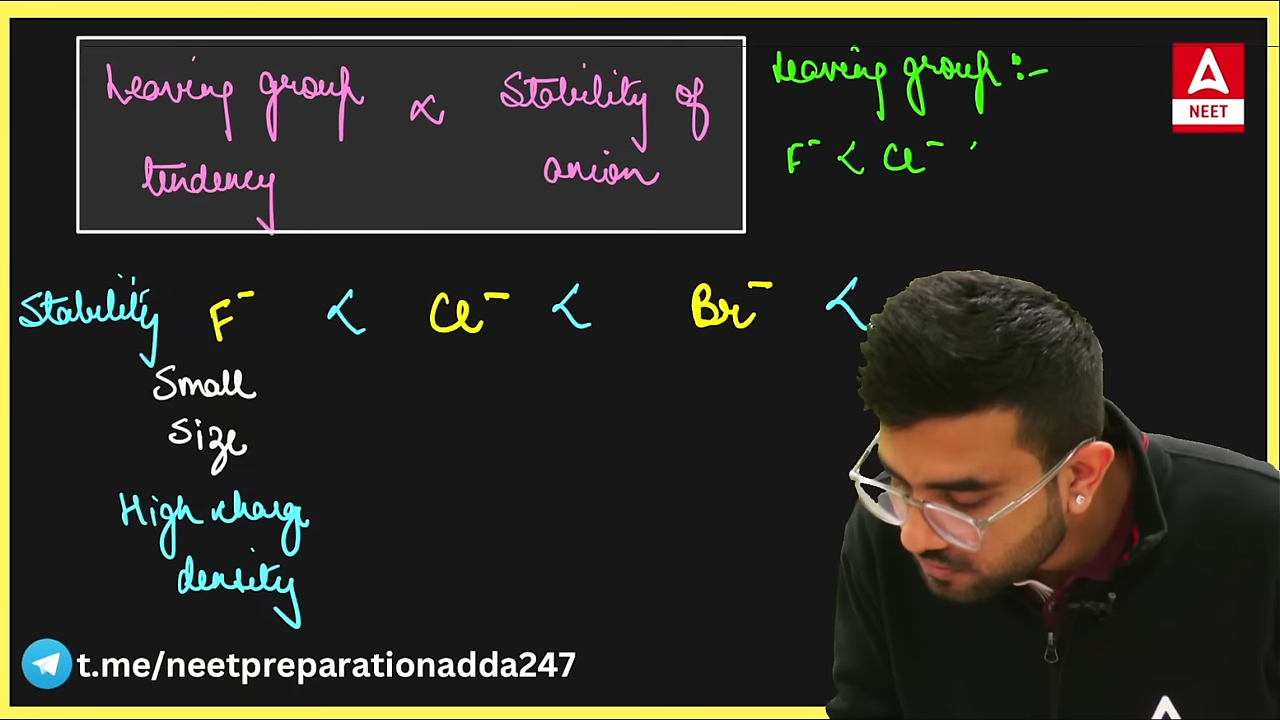 Leaving group ∝ Stability of
tendency anion
Leaving group :-
F⁻ < Cl⁻
NEET
Stability F⁻ < Cl⁻ < Br⁻ <
Small
Size
High charge
density
t.me/neetpreparationadda247